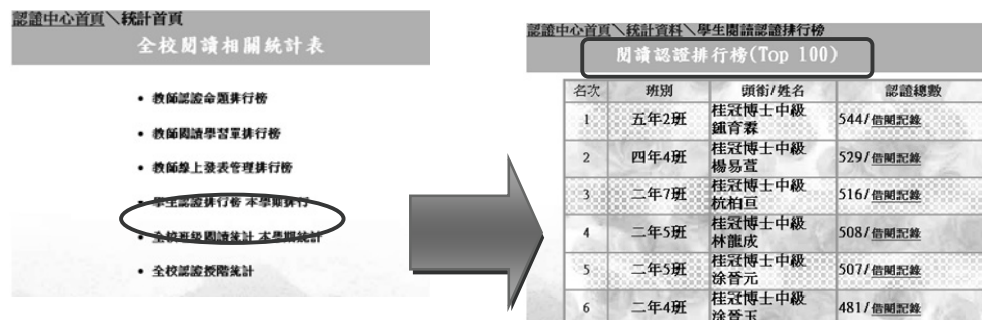 認證中心首頁＼統計首頁
全校閱讀相關統計表
• 教師認證命題排行榜
• 教師閱讀學習單排行榜
• 教師線上發表管理排行榜
• 學生認證排行榜 本學期排行
• 全校班級閱讀統計 本學期統計
• 全校認證授階統計
認證中心首頁＼統計資料＼學生閱讀認證排行榜
閱讀認證排行榜(Top 100)
名次 班別 頭銜/姓名 認證總數
1 五年2班 桂冠博士中級 544/借閱記錄
鍾育霖
2 四年4班 桂冠博士中級 529/借閱記錄
楊易萱
3 二年7班 桂冠博士中級 516/借閱記錄
杭柏亘
4 二年5班 桂冠博士中級 508/借閱記錄
林龍成
5 二年5班 桂冠博士中級 507/借閱記錄
涂晉元
6 二年4班 桂冠博士中級 481/借閱記錄
涂晉玉